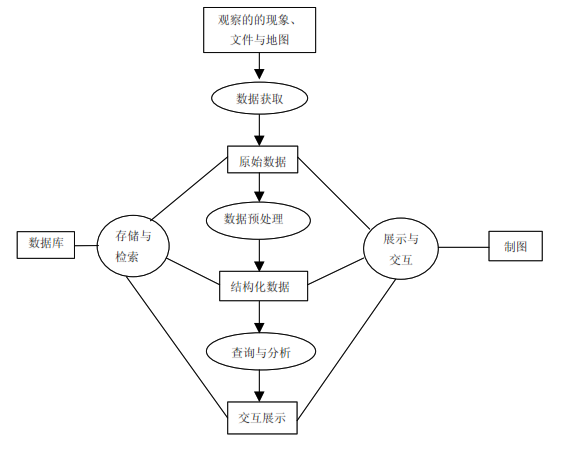 观察的的现象、
文件与地图
数据获取
原始数据
数据预处理
数据库
存储与
检索
展示与
交互
制图
结构化数据
查询与分析
交互展示